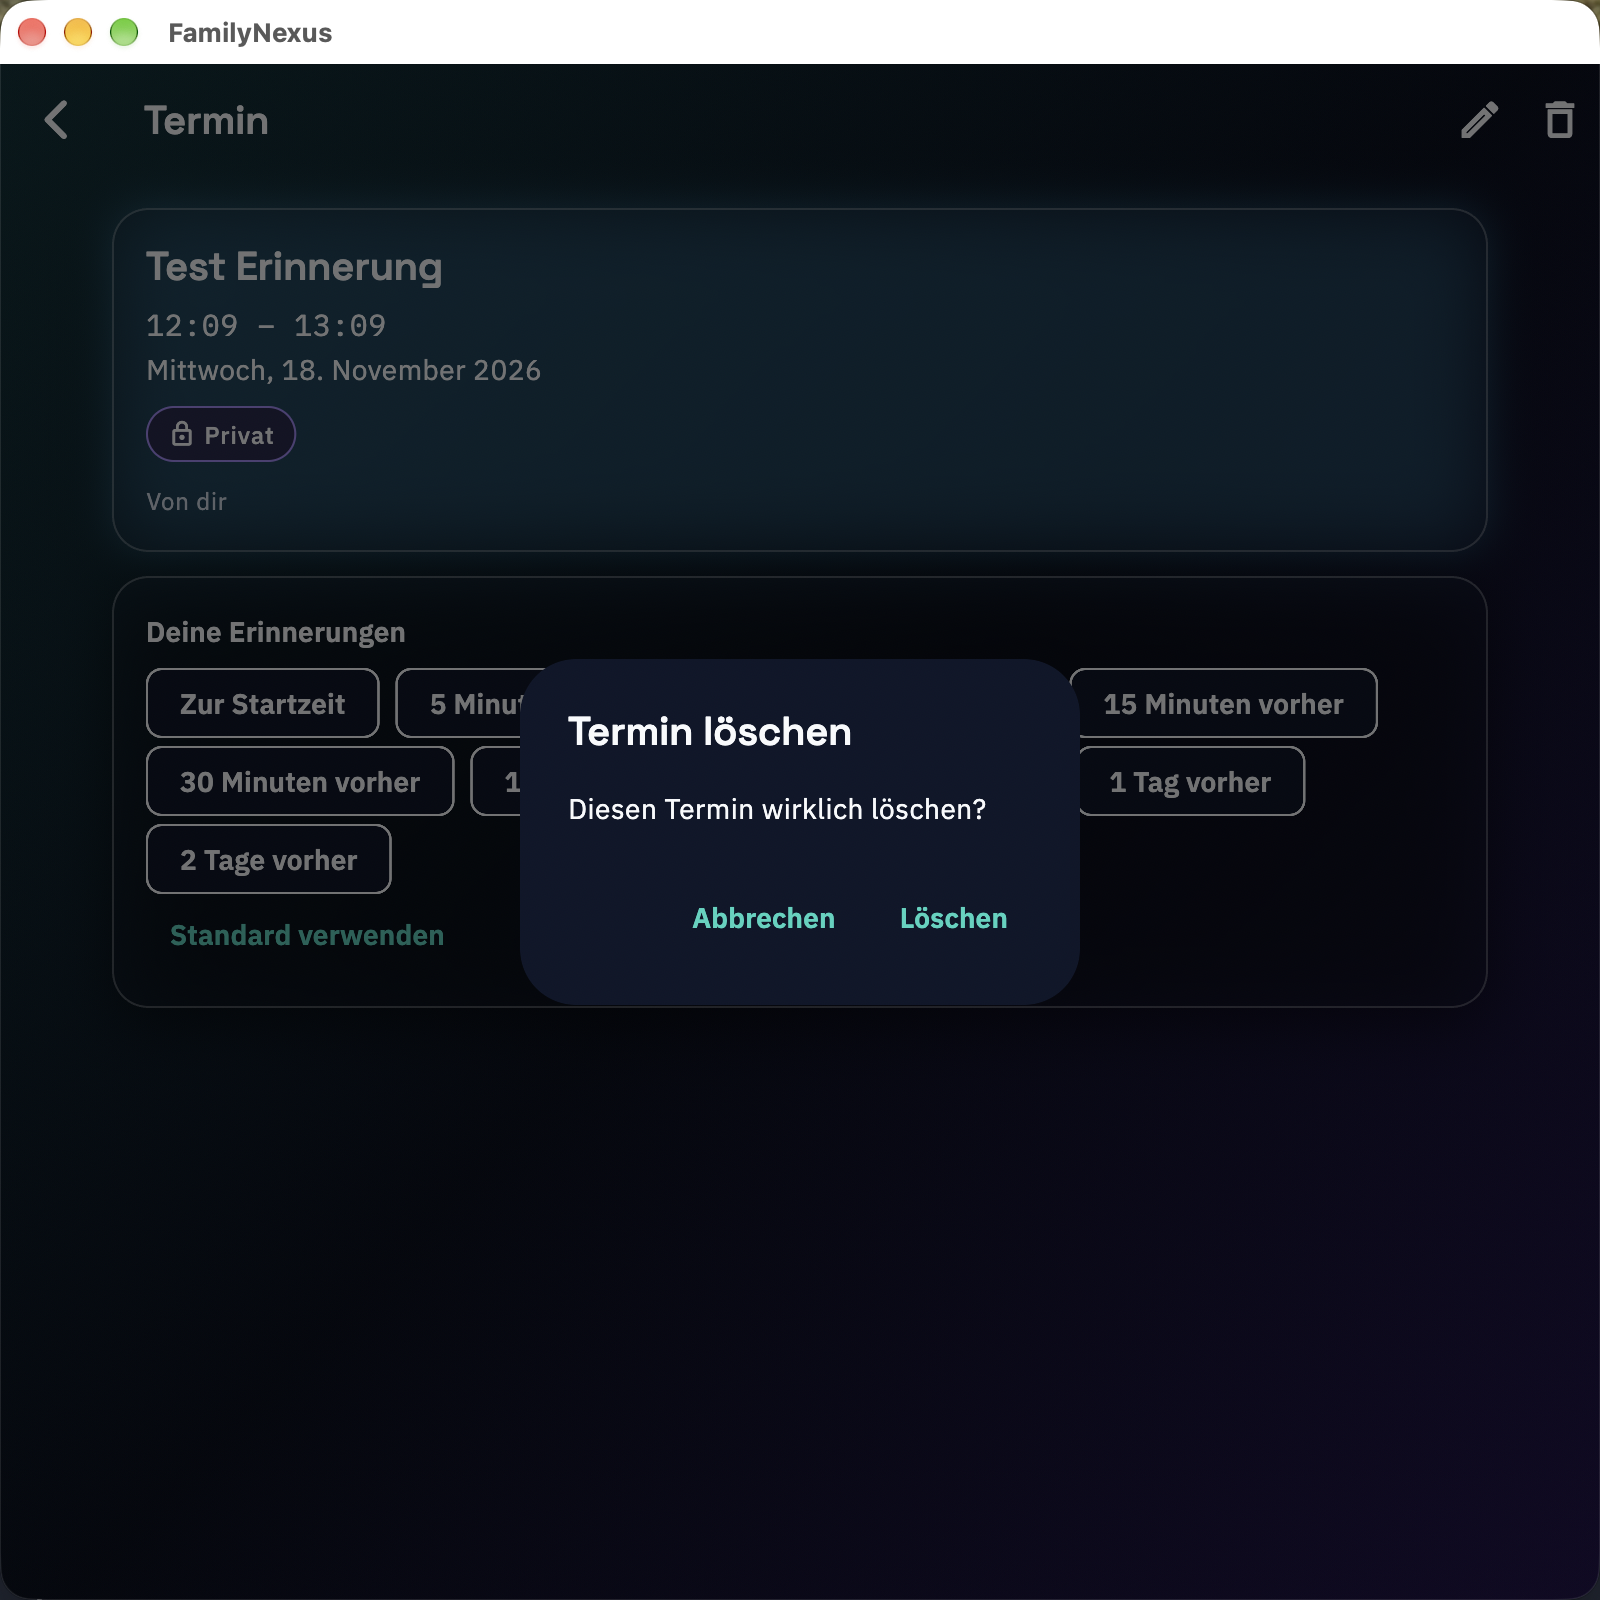 FamilyNexus
Termin
Test Erinnerung
12:09 – 13:09
Mittwoch, 18. November 2026
Privat
Von dir
Deine Erinnerungen
Zur Startzeit 5 15 Minuten vorher
30 Minuten vorher 1 Tag vorher
2 Tage vorher
Standard verwenden
Termin löschen
Diesen Termin wirklich löschen?
Abbrechen Löschen